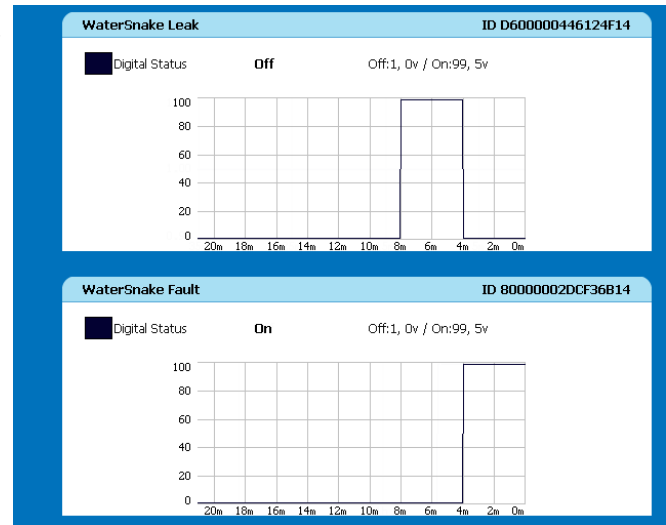 WaterSnake Leak ID D600000446124F14
Digital Status Off Off:1, 0v / On:99, 5v
100
80
60
40
20
0
20m 18m 16m 14m 12m 10m 8m 6m 4m 2m 0m
WaterSnake Fault ID 80000002DCF36B14
Digital Status On Off:1, 0v / On:99, 5v
100
80
60
40
20
0
20m 18m 16m 14m 12m 10m 8m 6m 4m 2m 0m